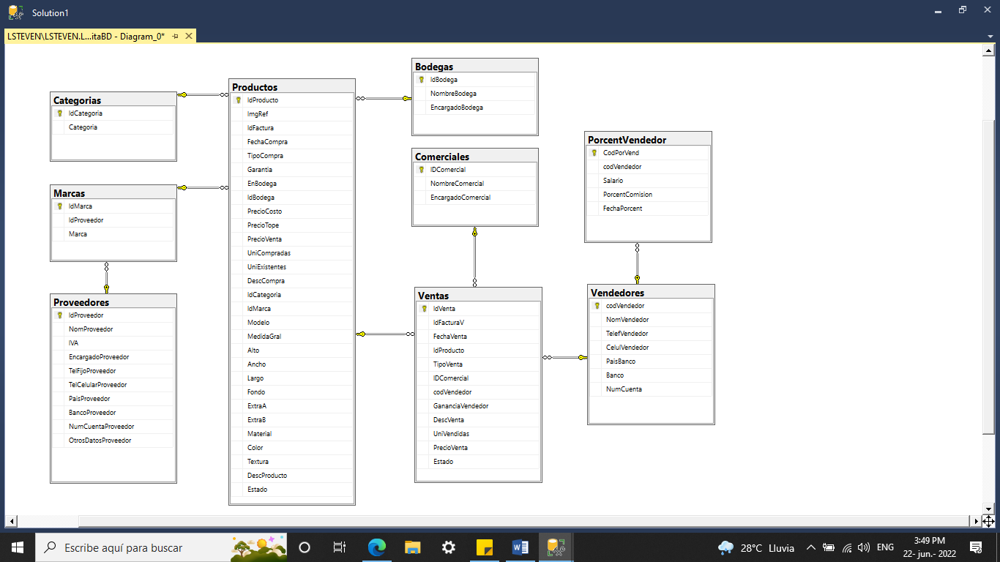 Solution1
LSTEVEN\LSTEVEN.L...itaBD - Diagram_0*
Categorias
IdCategoria
Categoria
Marcas
IdMarca
IdProveedor
Marca
Proveedores
IdProveedor
NomProveedor
IVA
EncargadoProveedor
TelFijoProveedor
TelCelularProveedor
PaisProveedor
BancoProveedor
NumCuentaProveedor
OtrosDatosProveedor
Productos
IdProducto
ImgRef
IdFactura
FechaCompra
TipoCompra
Garantia
EnBodega
IdBodega
PrecioCosto
PrecioTope
PrecioVenta
UniCompradas
UniExistentes
DescCompra
IdCategoria
IdMarca
Modelo
MedidaGral
Alto
Ancho
Largo
Fondo
ExtraA
ExtraB
Material
Color
Textura
DescProducto
Estado
Bodegas
IdBodega
NombreBodega
EncargadoBodega
Comerciales
IDComercial
NombreComercial
EncargadoComercial
Ventas
IdVenta
IdFacturaV
FechaVenta
IdProducto
TipoVenta
IDComercial
codVendedor
GananciaVendedor
DescVenta
UniVendidas
PrecioVenta
Estado
PorcentVendedor
CodPorVend
codVendedor
Salario
PorcentComision
FechaPorcent
Vendedores
codVendedor
NomVendedor
TelefVendedor
CelulVendedor
PaisBanco
Banco
NumCuenta
Escribe aquí para buscar
28°C Lluvia
ENG
3:49 PM
22- jun.- 2022